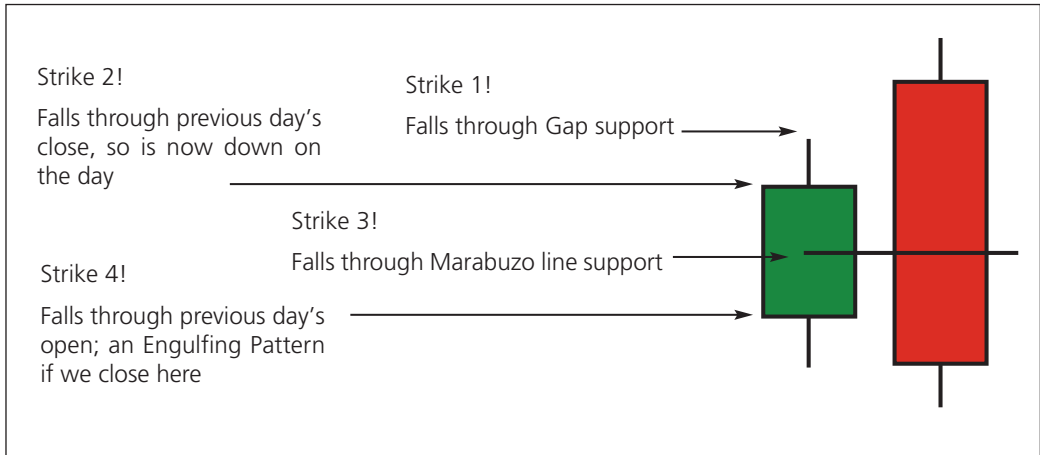 Strike 2!
Falls through previous day's
close, so is now down on
the day
Strike 1!
Falls through Gap support
Strike 3!
Falls through Marabuzo line support
Strike 4!
Falls through previous day's
open; an Engulfing Pattern
if we close here